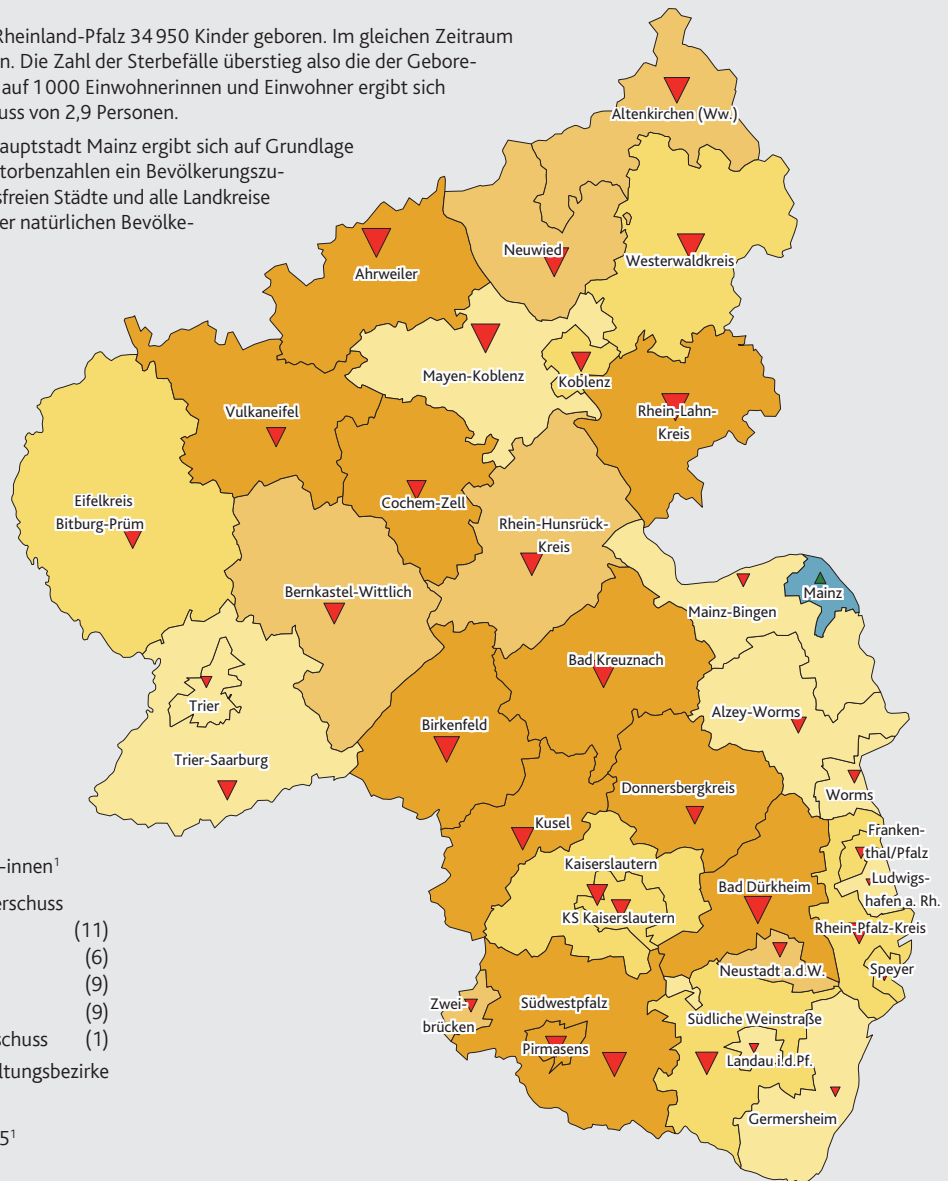 Rheinland-Pfalz 34 950 Kinder geboren. Im gleichen Zeitraum
en. Die Zahl der Sterbefälle überstieg also die der Gebore-
auf 1 000 Einwohnerinnen und Einwohner ergibt sich
uss von 2,9 Personen.
auptstadt Mainz ergibt sich auf Grundlage
torbenzahlen ein Bevölkerungszu-
sfreien Städte und alle Landkreise
er natürlichen Bevölke-
Altenkirchen (Ww.)
Neuwied
Westerwaldkreis
Ahrweiler
Mayen-Koblenz
Koblenz
Vulkaneifel
Rhein-Lahn-
Kreis
Cochem-Zell
Eifelkreis
Bitburg-Prüm
Rhein-Hunsrück-
Kreis
Bernkastel-Wittlich
Mainz
Mainz-Bingen
Bad Kreuznach
Trier
Alzey-Worms
Birkenfeld
Trier-Saarburg
Donnersbergkreis
Worms
Kusel
Franken-
thal/Pfalz
Kaiserslautern
Ludwigs-
hafen a. Rh.
Bad Dürkheim
KS Kaiserslautern
Rhein-Pfalz-Kreis
Neustadt a.d.W.
Speyer
Zwei-
brücken
Südwestpfalz
Südliche Weinstraße
Pirmasens
Landau i.d.Pf.
Germersheim
-innen¹
erschuss
(11)
(6)
(9)
(9)
schuss (1)
ltungsbezirke
5¹